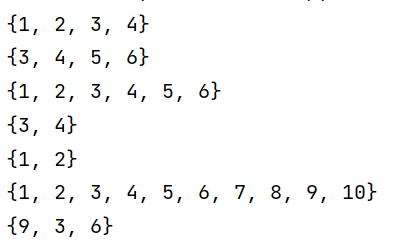 {1, 2, 3, 4}
{3, 4, 5, 6}
{1, 2, 3, 4, 5, 6}
{3, 4}
{1, 2}
{1, 2, 3, 4, 5, 6, 7, 8, 9, 10}
{9, 3, 6}